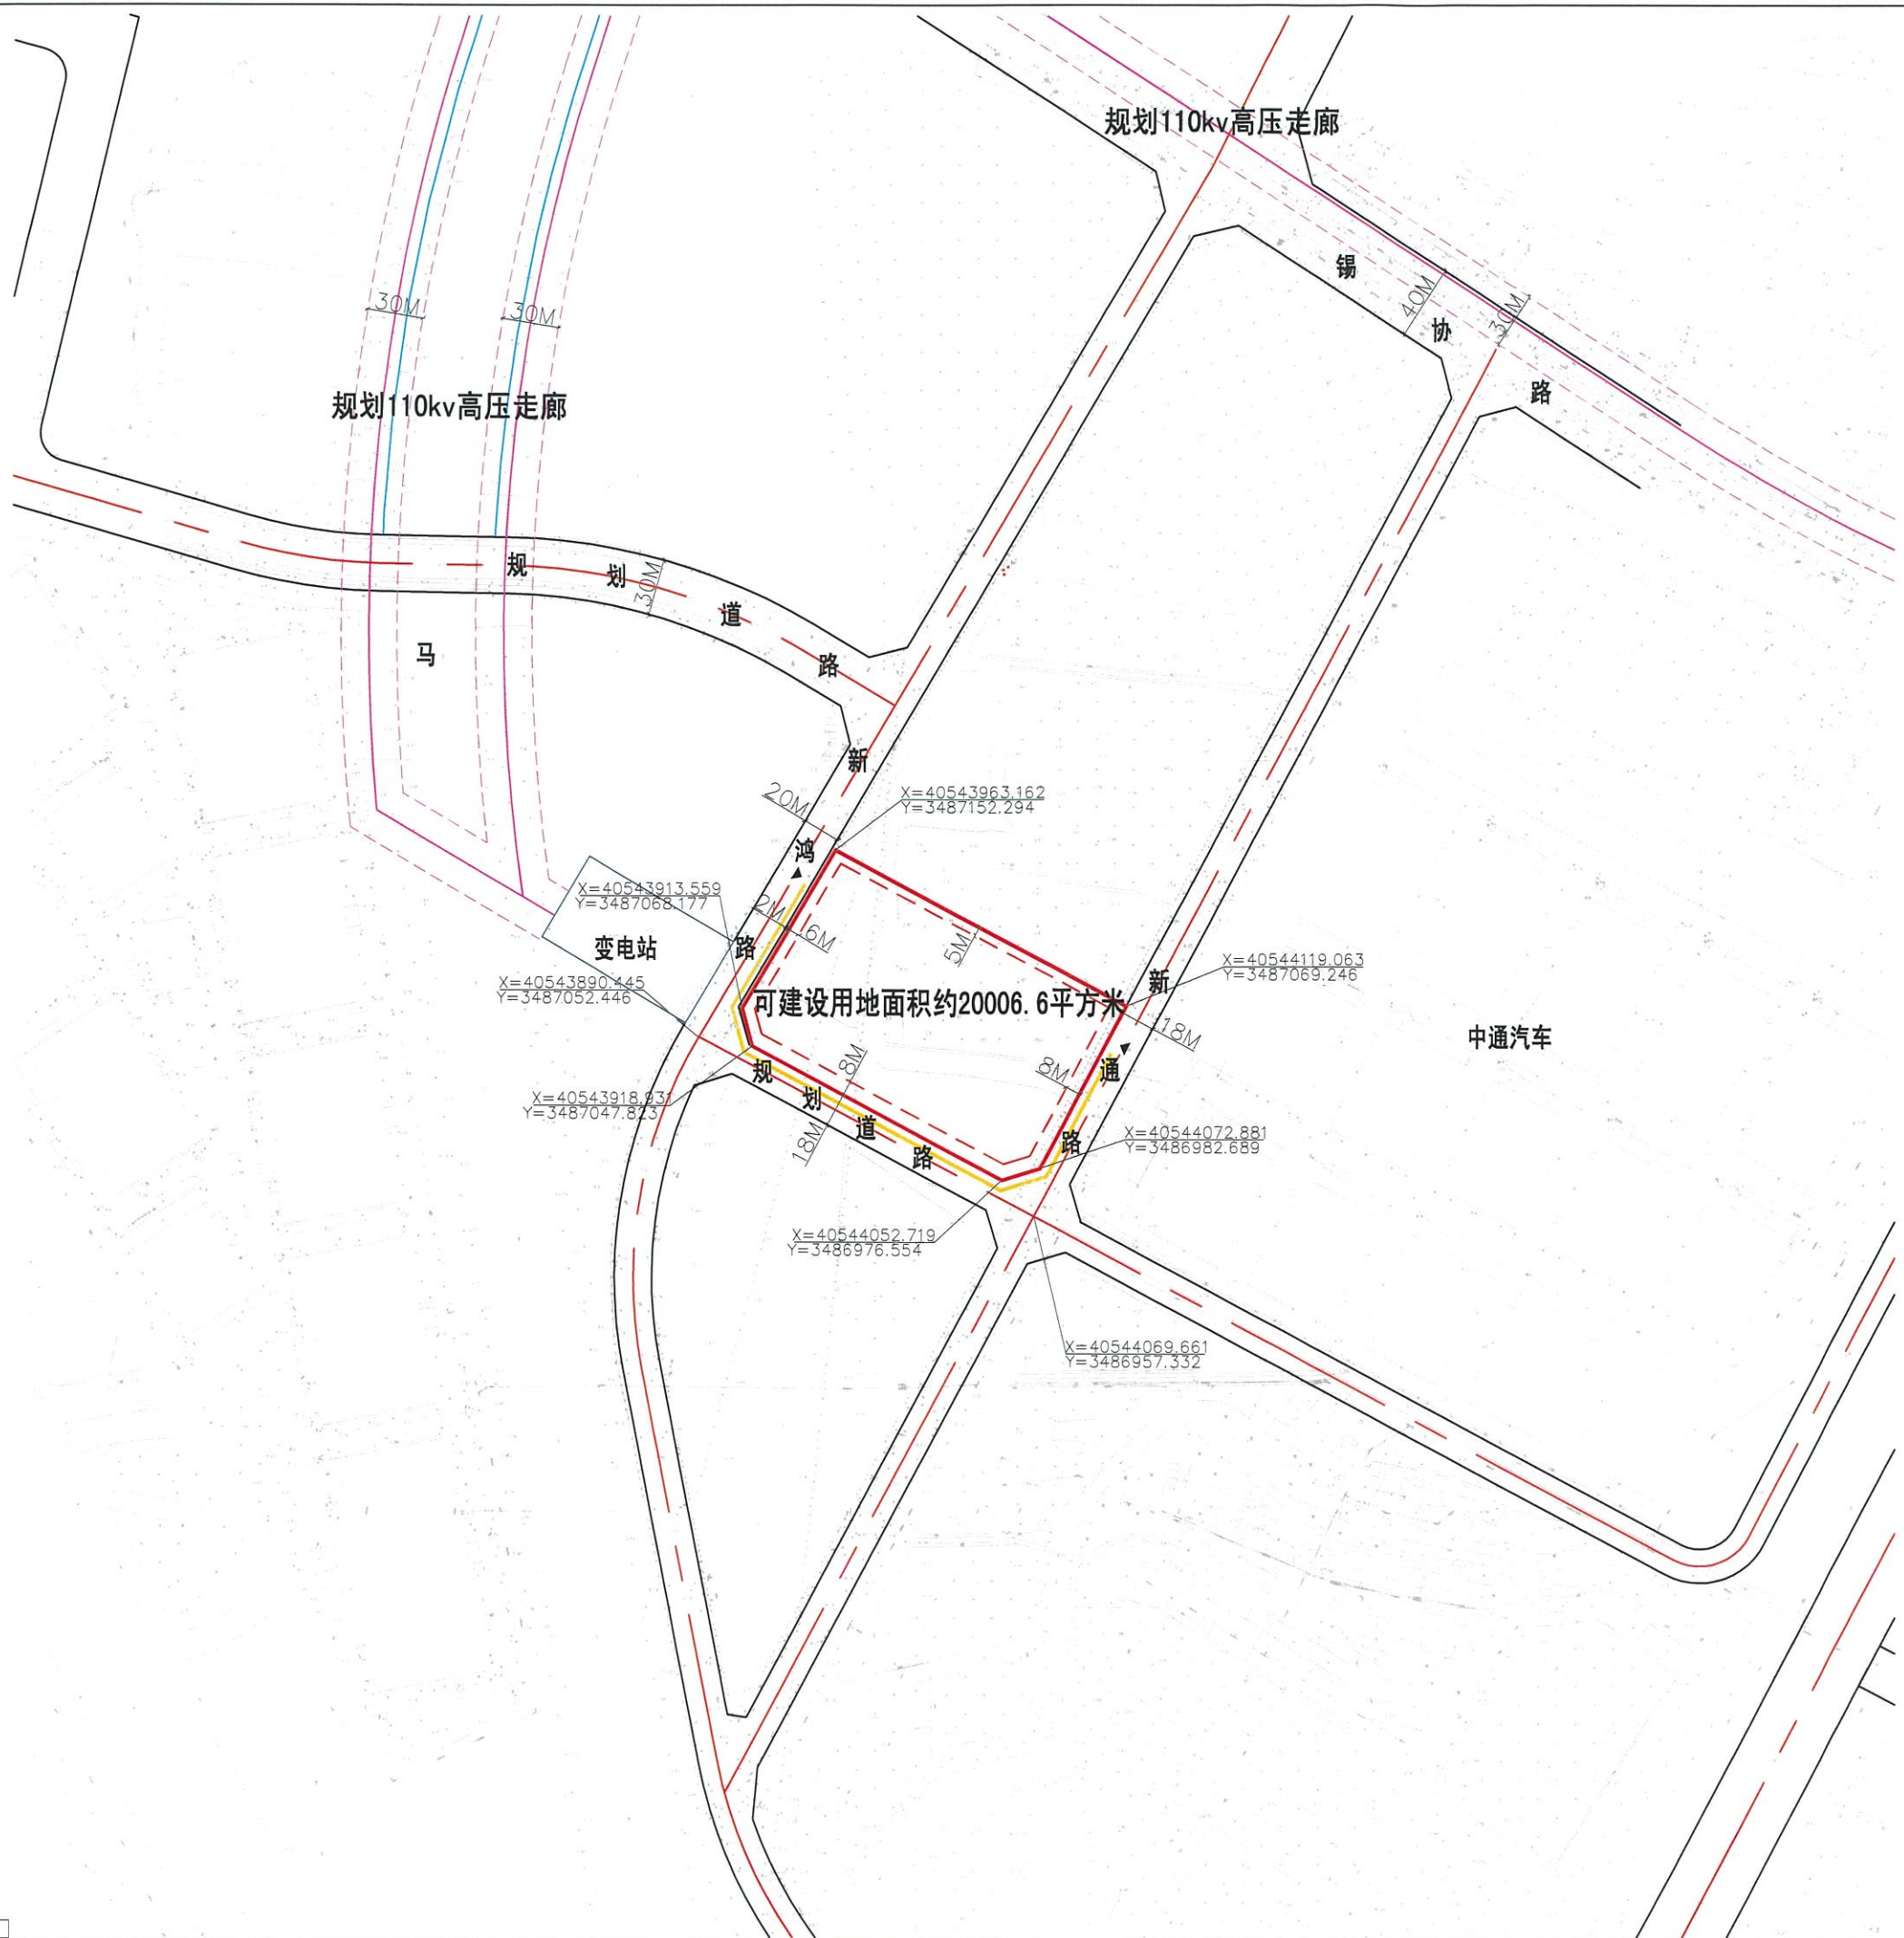 规划110kv高压走廊
锡
40M
30M
协
路
30M
30M
规划110kv高压走廊
规
划
30M
道
路
马
新
20M
X=40543963.162
Y=3487152.294
鸿
X=40543913.559
Y=3487068.177
2M
6M
5M
路
变电站
X=40544119.063
Y=3487069.246
新
X=40543890.445
Y=3487052.446
可建设用地面积约20006.6平方米
18M
中通汽车
8M
8M
通
规
划
道
路
X=40543918.931
Y=3487047.823
18M
路
X=40544072.881
Y=3486982.689
X=40544052.719
Y=3486976.554
X=40544069.661
Y=3486957.332